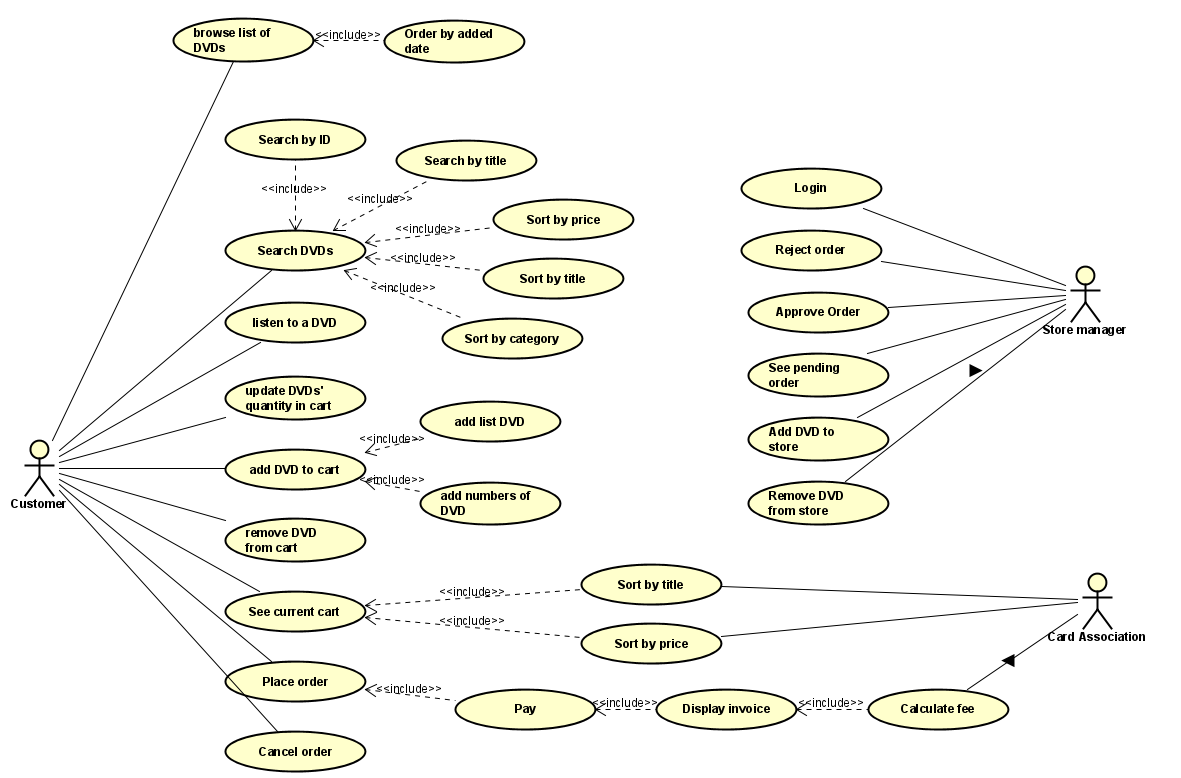 browse list of
DVDs
<<include>>
Order by added
date
Search by ID
Search by title
<<include>>
<<include>>
Sort by price
<<include>>
Search DVDs
<<include>>
Sort by title
<<include>>
listen to a DVD
Sort by category
update DVDs'
quantity in cart
add list DVD
<<include>>
add DVD to cart
<<include>>
add numbers of
DVD
Customer
remove DVD
from cart
See current cart
<<include>>
Sort by title
<<include>>
Sort by price
Place order
<<include>>
Pay
<<include>>
Display invoice
<<include>>
Calculate fee
Cancel order
Login
Reject order
Approve Order
See pending
order
Add DVD to
store
Remove DVD
from store
Store manager
Card Association